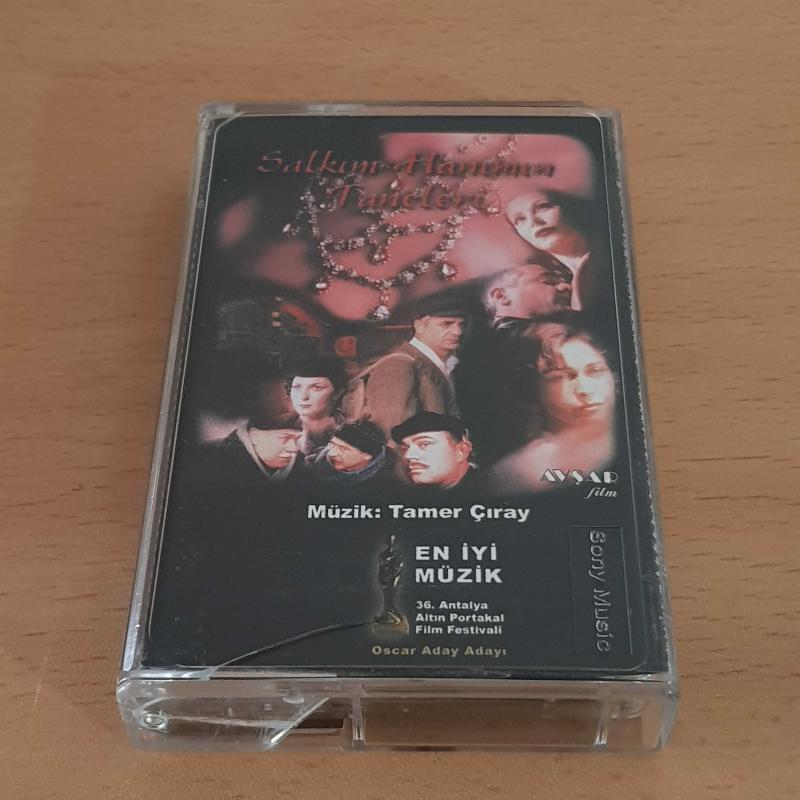 Salkım Hanımın
Taneleri
AVŞAR
film
Müzik: Tamer Çıray
EN İYİ
MÜZİK
36. Antalya
Altın Portakal
Film Festivali
Oscar Aday Adayı
Sony Music